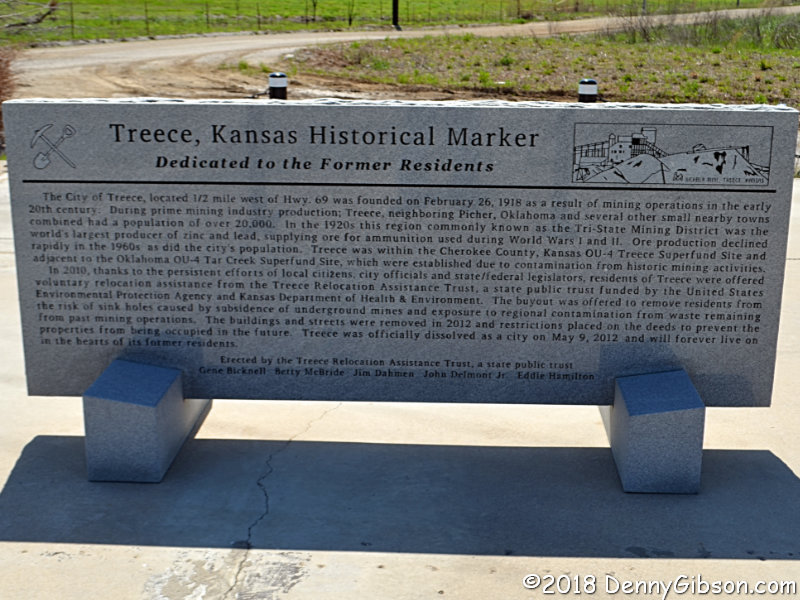 Treece, Kansas Historical Marker
Dedicated to the Former Residents
TREECE, KANSAS
The City of Treece, located 1/2 mile west of Hwy. 69 was founded on February 26, 1918 as a result of mining operations in the early
20th century. During prime mining industry production; Treece, neighboring Picher, Oklahoma and several other small nearby towns
combined had a population of over 20,000. In the 1920s this region commonly known as the Tri-State Mining District was the
world's largest producer of zinc and lead, supplying ore for ammunition used during World Wars I and II. Ore production declined
rapidly in the 1960s as did the city's population. Treece was within the Cherokee County, Kansas OU-4 Treece Superfund Site and
adjacent to the Oklahoma OU-4 Tar Creek Superfund Site, which were established due to contamination from historic mining activities.
In 2010, thanks to the persistent efforts of local citizens, city officials and state/federal legislators, residents of Treece were offered
voluntary relocation assistance from the Treece Relocation Assistance Trust, a state public trust funded by the United States
Environmental Protection Agency and Kansas Department of Health & Environment. The buyout was offered to remove residents from
the risk of sink holes caused by subsidence of underground mines and exposure to regional contamination from waste remaining
from past mining operations. The buildings and streets were removed in 2012 and restrictions placed on the deeds to prevent the
properties from being occupied in the future. Treece was officially dissolved as a city on May 9, 2012 and will forever live on
in the hearts of its former residents.
Erected by the Treece Relocation Assistance Trust, a state public trust
Gene Bicknell Betty McBride Jim Dahmen John Delmont Jr. Eddie Hamilton
©2018 DennyGibson.com